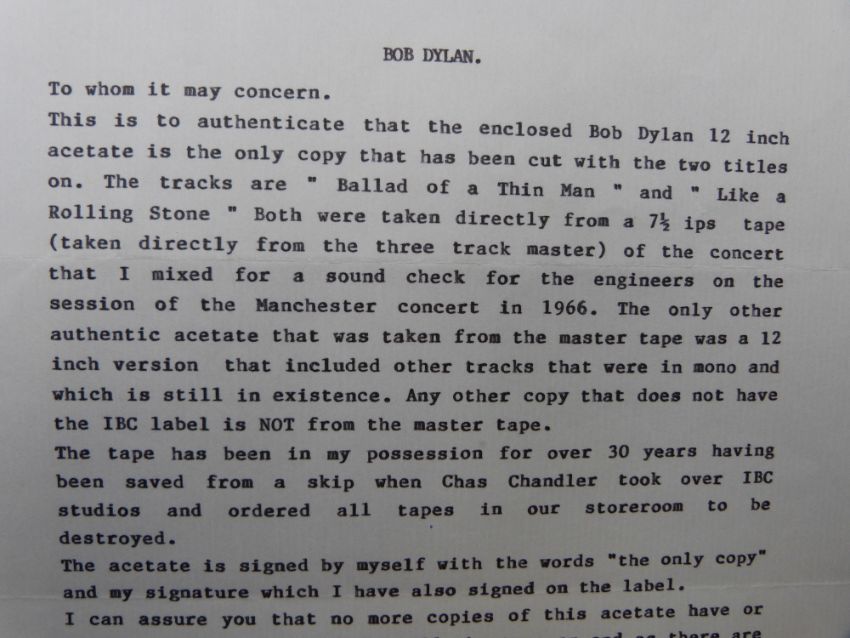 BOB DYLAN.
To whom it may concern.
This is to authenticate that the enclosed Bob Dylan 12 inch
acetate is the only copy that has been cut with the two titles
on. The tracks are " Ballad of a Thin Man " and " Like a
Rolling Stone " Both were taken directly from a 7½ ips tape
(taken directly from the three track master) of the concert
that I mixed for a sound check for the engineers on the
session of the Manchester concert in 1966. The only other
authentic acetate that was taken from the master tape was a 12
inch version that included other tracks that were in mono and
which is still in existence. Any other copy that does not have
the IBC label is NOT from the master tape.
The tape has been in my possession for over 30 years having
been saved from a skip when Chas Chandler took over IBC
studios and ordered all tapes in our storeroom to be
destroyed.
The acetate is signed by myself with the words "the only copy"
and my signature which I have also signed on the label.
I can assure you that no more copies of this acetate have or
and as there are